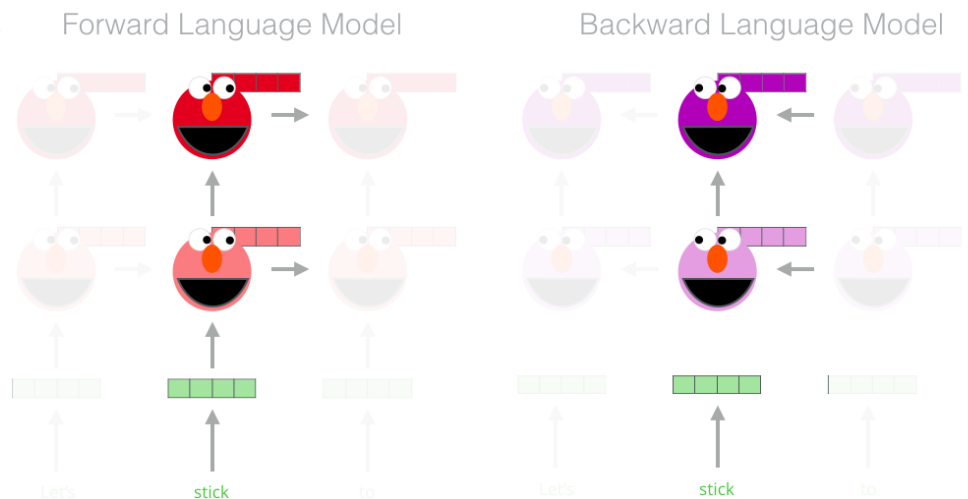 Forward Language Model
Backward Language Model
Let's stick to
Let's stick to